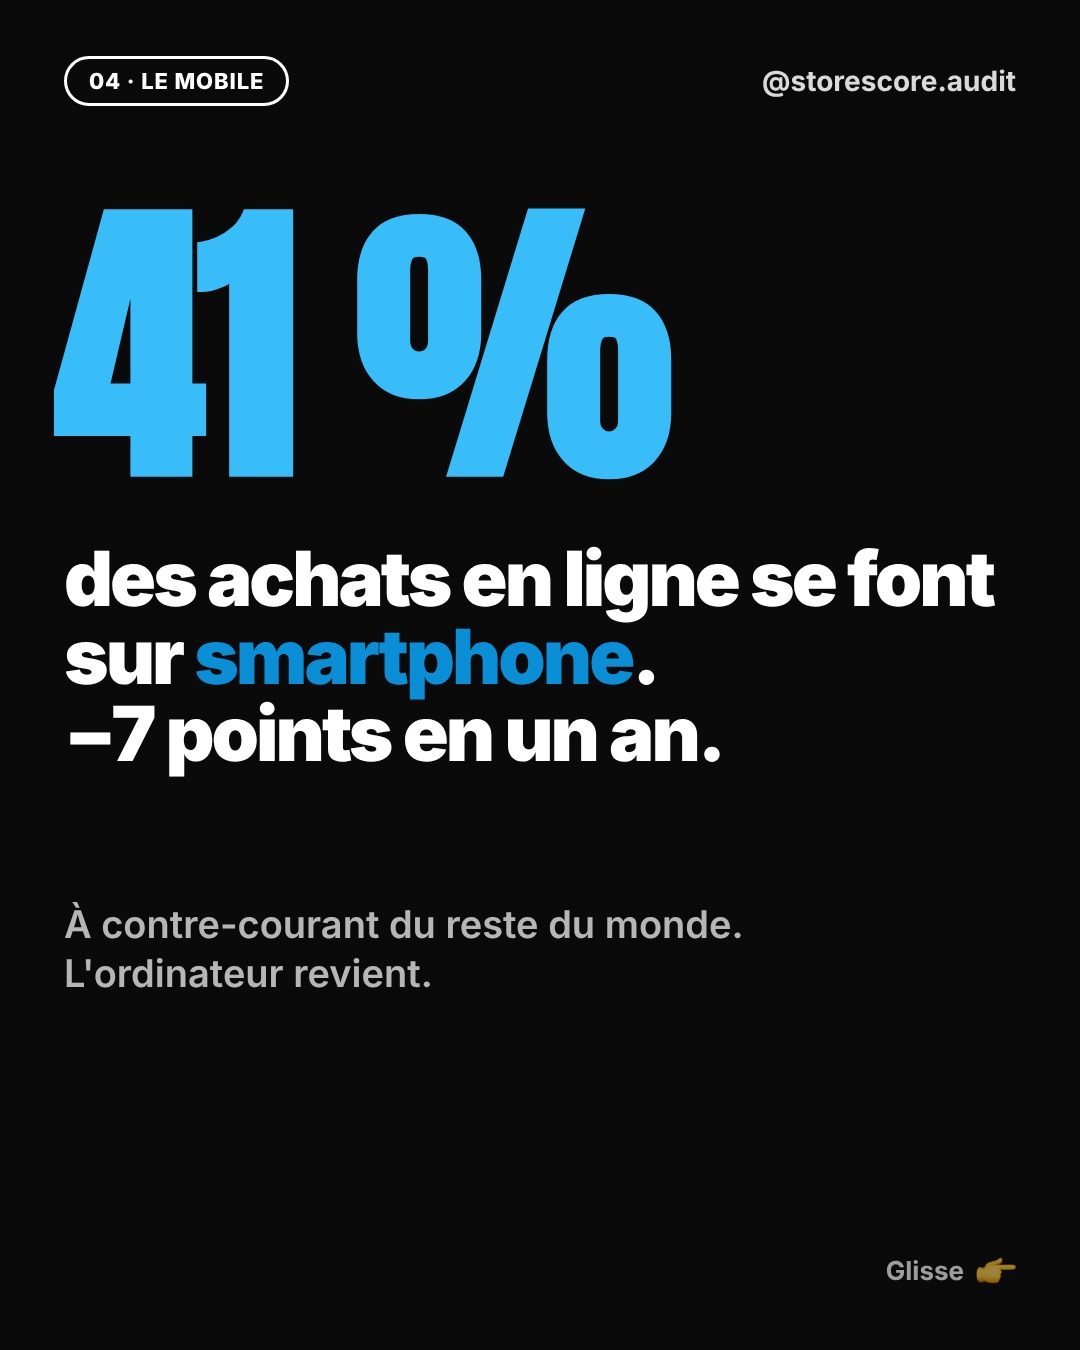 04 · LE MOBILE
@storescore.audit
41 %
des achats en ligne se font
sur smartphone.
−7 points en un an.
À contre-courant du reste du monde.
L'ordinateur revient.
Glisse 👉